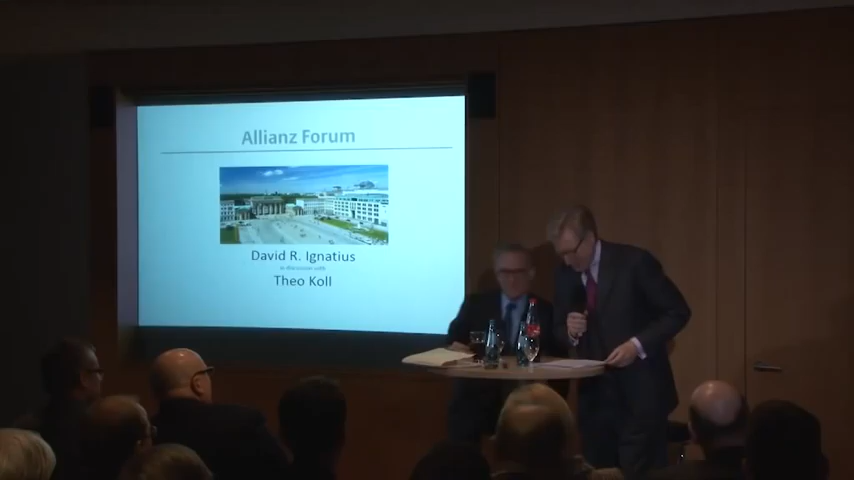 Allianz Forum
David R. Ignatius
in discussion with
Theo Koll